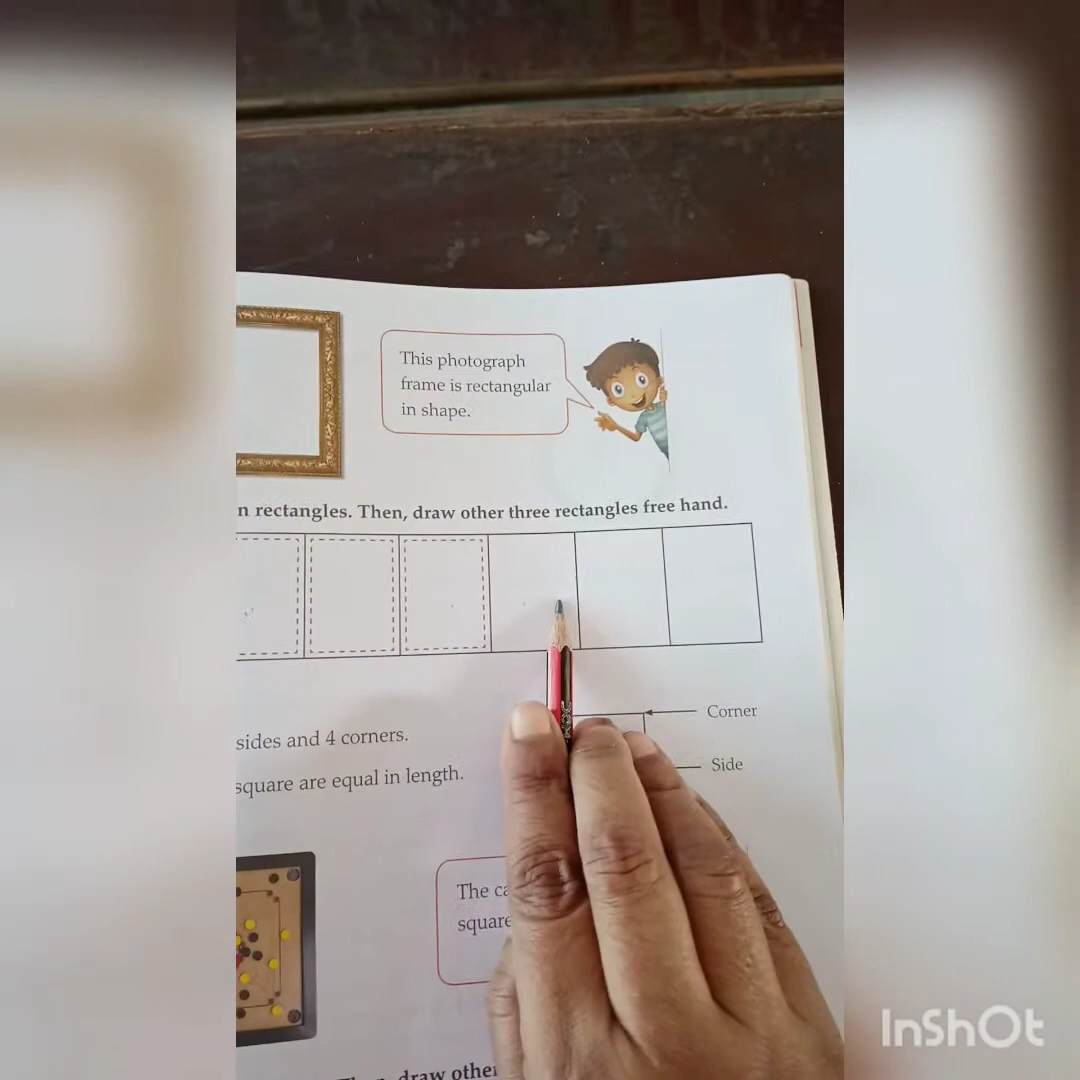 This photograph
frame is rectangular
in shape.
n rectangles. Then, draw other three rectangles free hand.
Corner
sides and 4 corners.
Side
square are equal in length.
The ca
square
draw other
InShOt